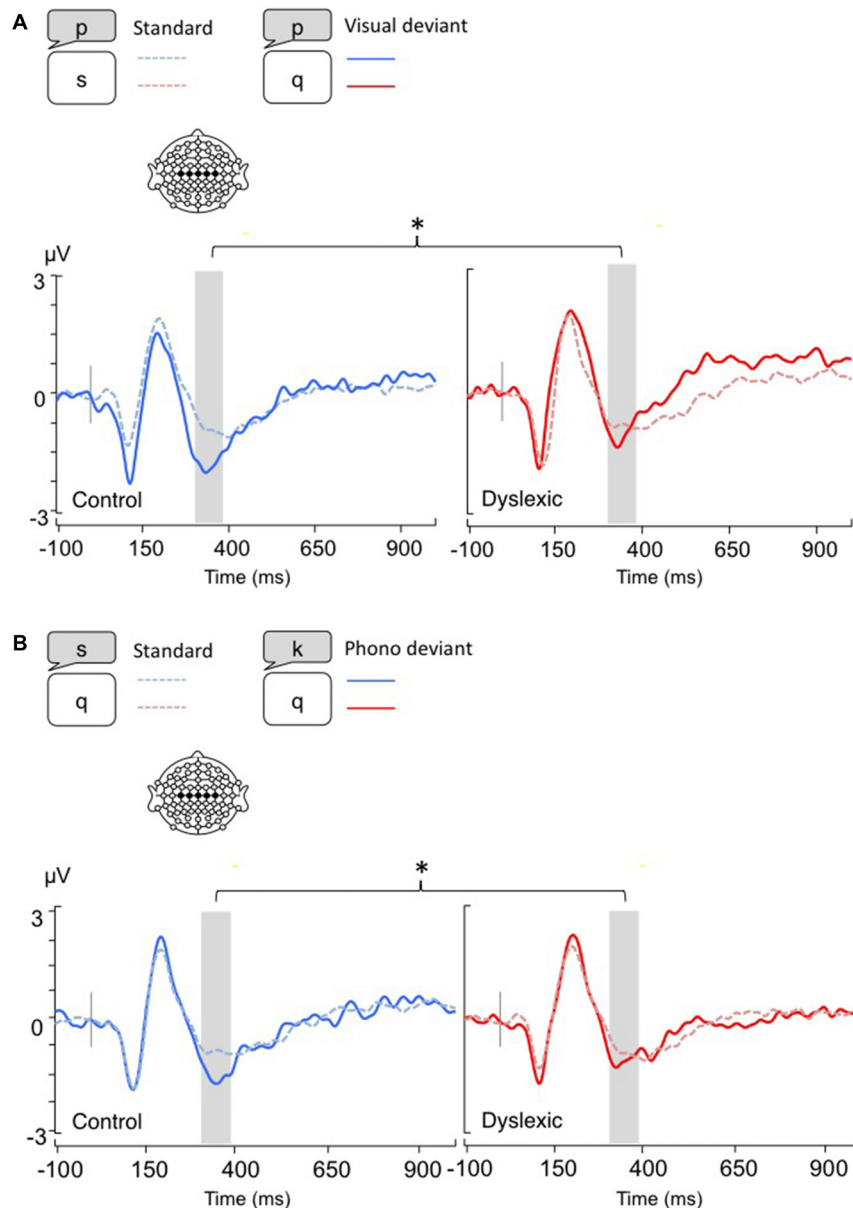 A
p Standard p Visual deviant
s q
*
µV
3
0
-3
Control Dyslexic
-100 150 400 650 900 -100 150 400 650 900
Time (ms) Time (ms)
B
s Standard k Phono deviant
q q
*
µV
3
0
-3
Control Dyslexic
-100 150 400 650 900 -100 150 400 650 900
Time (ms) Time (ms)